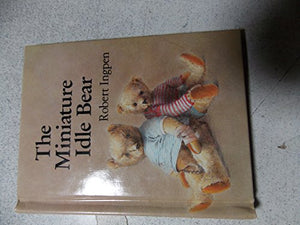 The
Miniature
Idle Bear
Robert Ingpen